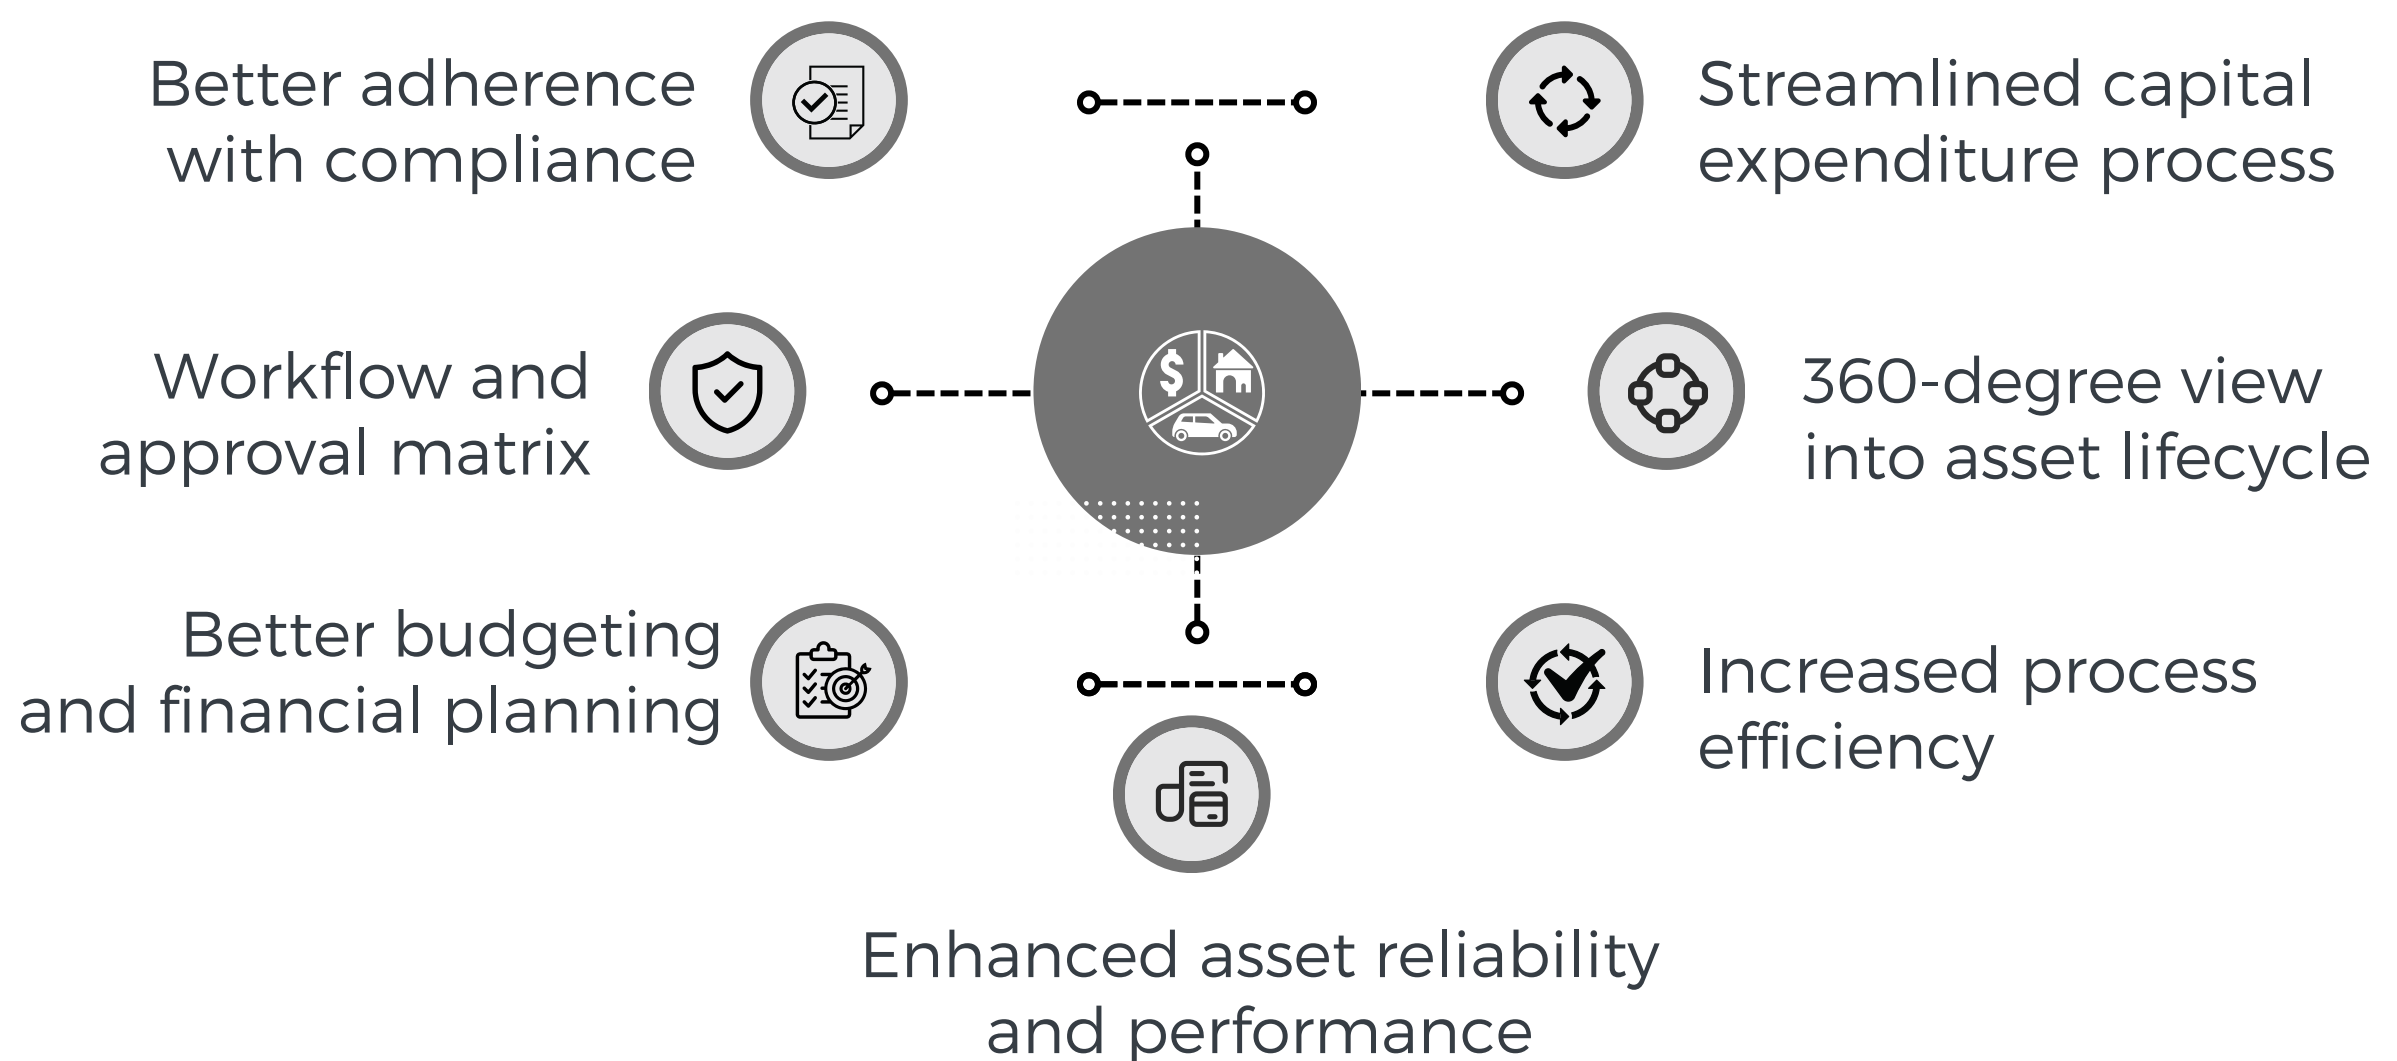 Better adherence
with compliance
Streamlined capital
expenditure process
Workflow and
approval matrix
360-degree view
into asset lifecycle
Better budgeting
and financial planning
Increased process
efficiency
Enhanced asset reliability
and performance